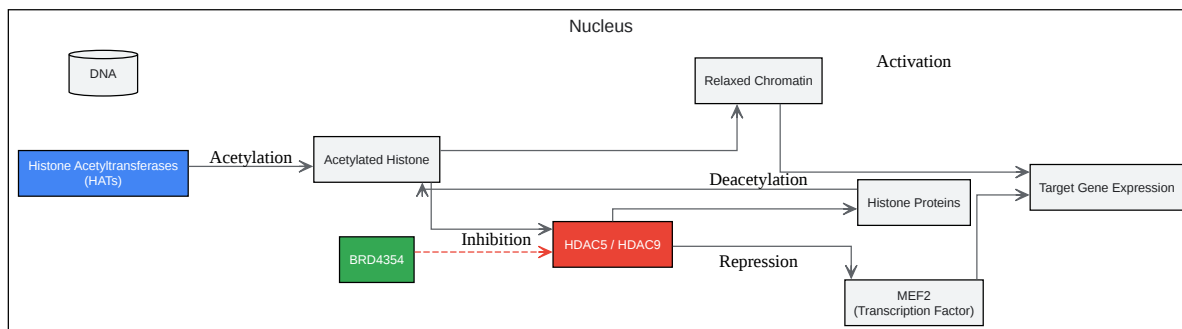 Nucleus
DNA
Relaxed Chromatin
Activation
Histone Acetyltransferases
(HATs)
Acetylation
Acetylated Histone
Deacetylation
Histone Proteins
Target Gene Expression
BRD4354
Inhibition
HDAC5 / HDAC9
Repression
MEF2
(Transcription Factor)